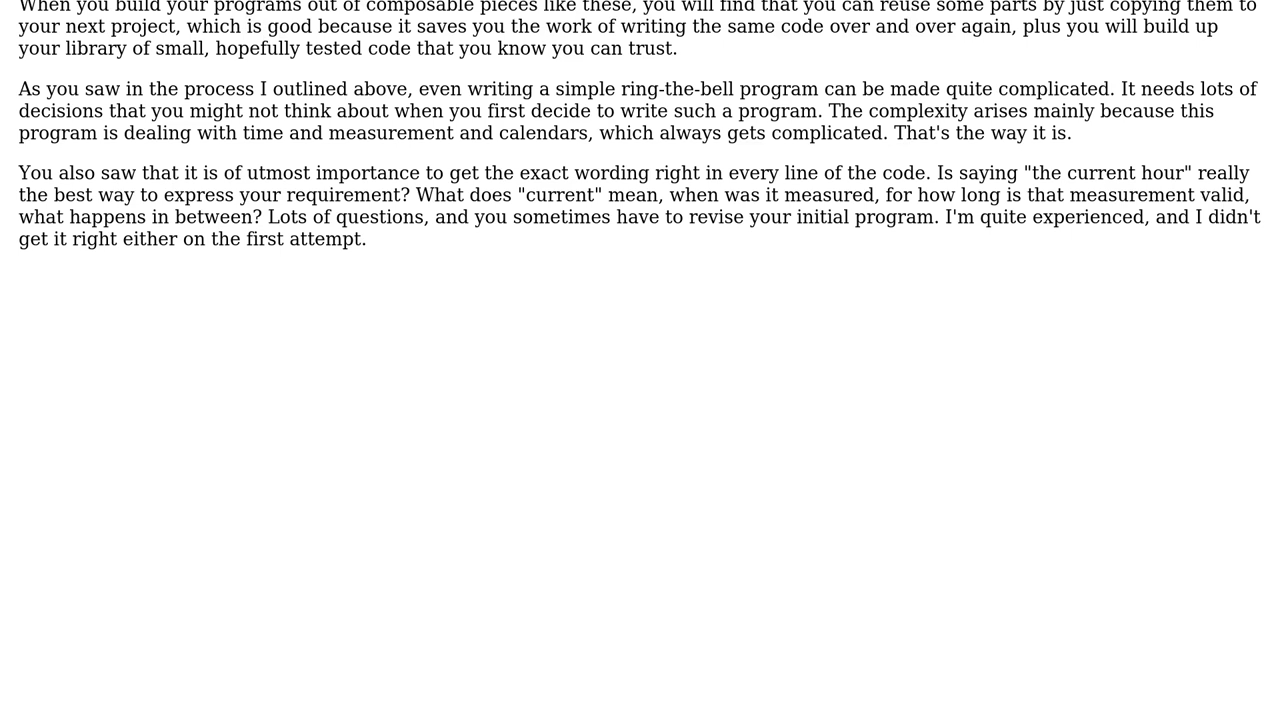 When you build your programs out of composable pieces like these, you will find that you can reuse some parts by just copying them to
your next project, which is good because it saves you the work of writing the same code over and over again, plus you will build up
your library of small, hopefully tested code that you know you can trust.
As you saw in the process I outlined above, even writing a simple ring-the-bell program can be made quite complicated. It needs lots of
decisions that you might not think about when you first decide to write such a program. The complexity arises mainly because this
program is dealing with time and measurement and calendars, which always gets complicated. That's the way it is.
You also saw that it is of utmost importance to get the exact wording right in every line of the code. Is saying "the current hour" really
the best way to express your requirement? What does "current" mean, when was it measured, for how long is that measurement valid,
what happens in between? Lots of questions, and you sometimes have to revise your initial program. I'm quite experienced, and I didn't
get it right either on the first attempt.